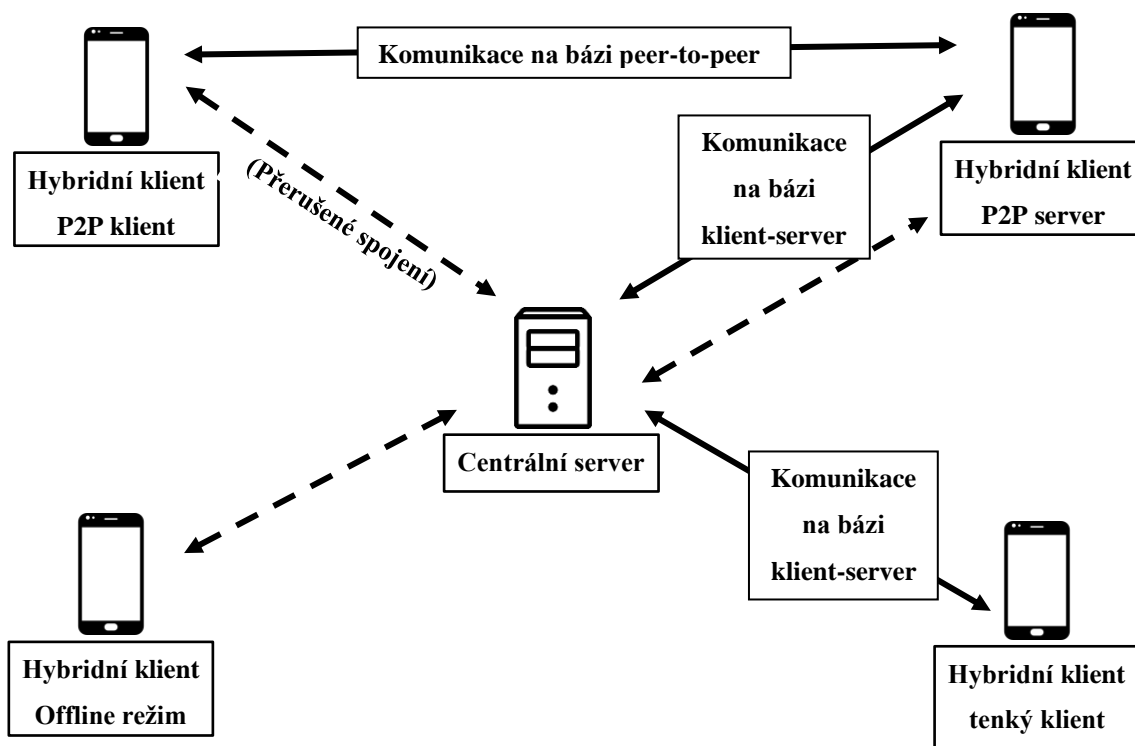 Komunikace na bázi peer-to-peer
Hybridní klient
P2P klient
(Přerušené spojení)
Komunikace
na bázi
klient-server
Hybridní klient
P2P server
Centrální server
Komunikace
na bázi
klient-server
Hybridní klient
Offline režim
Hybridní klient
tenký klient